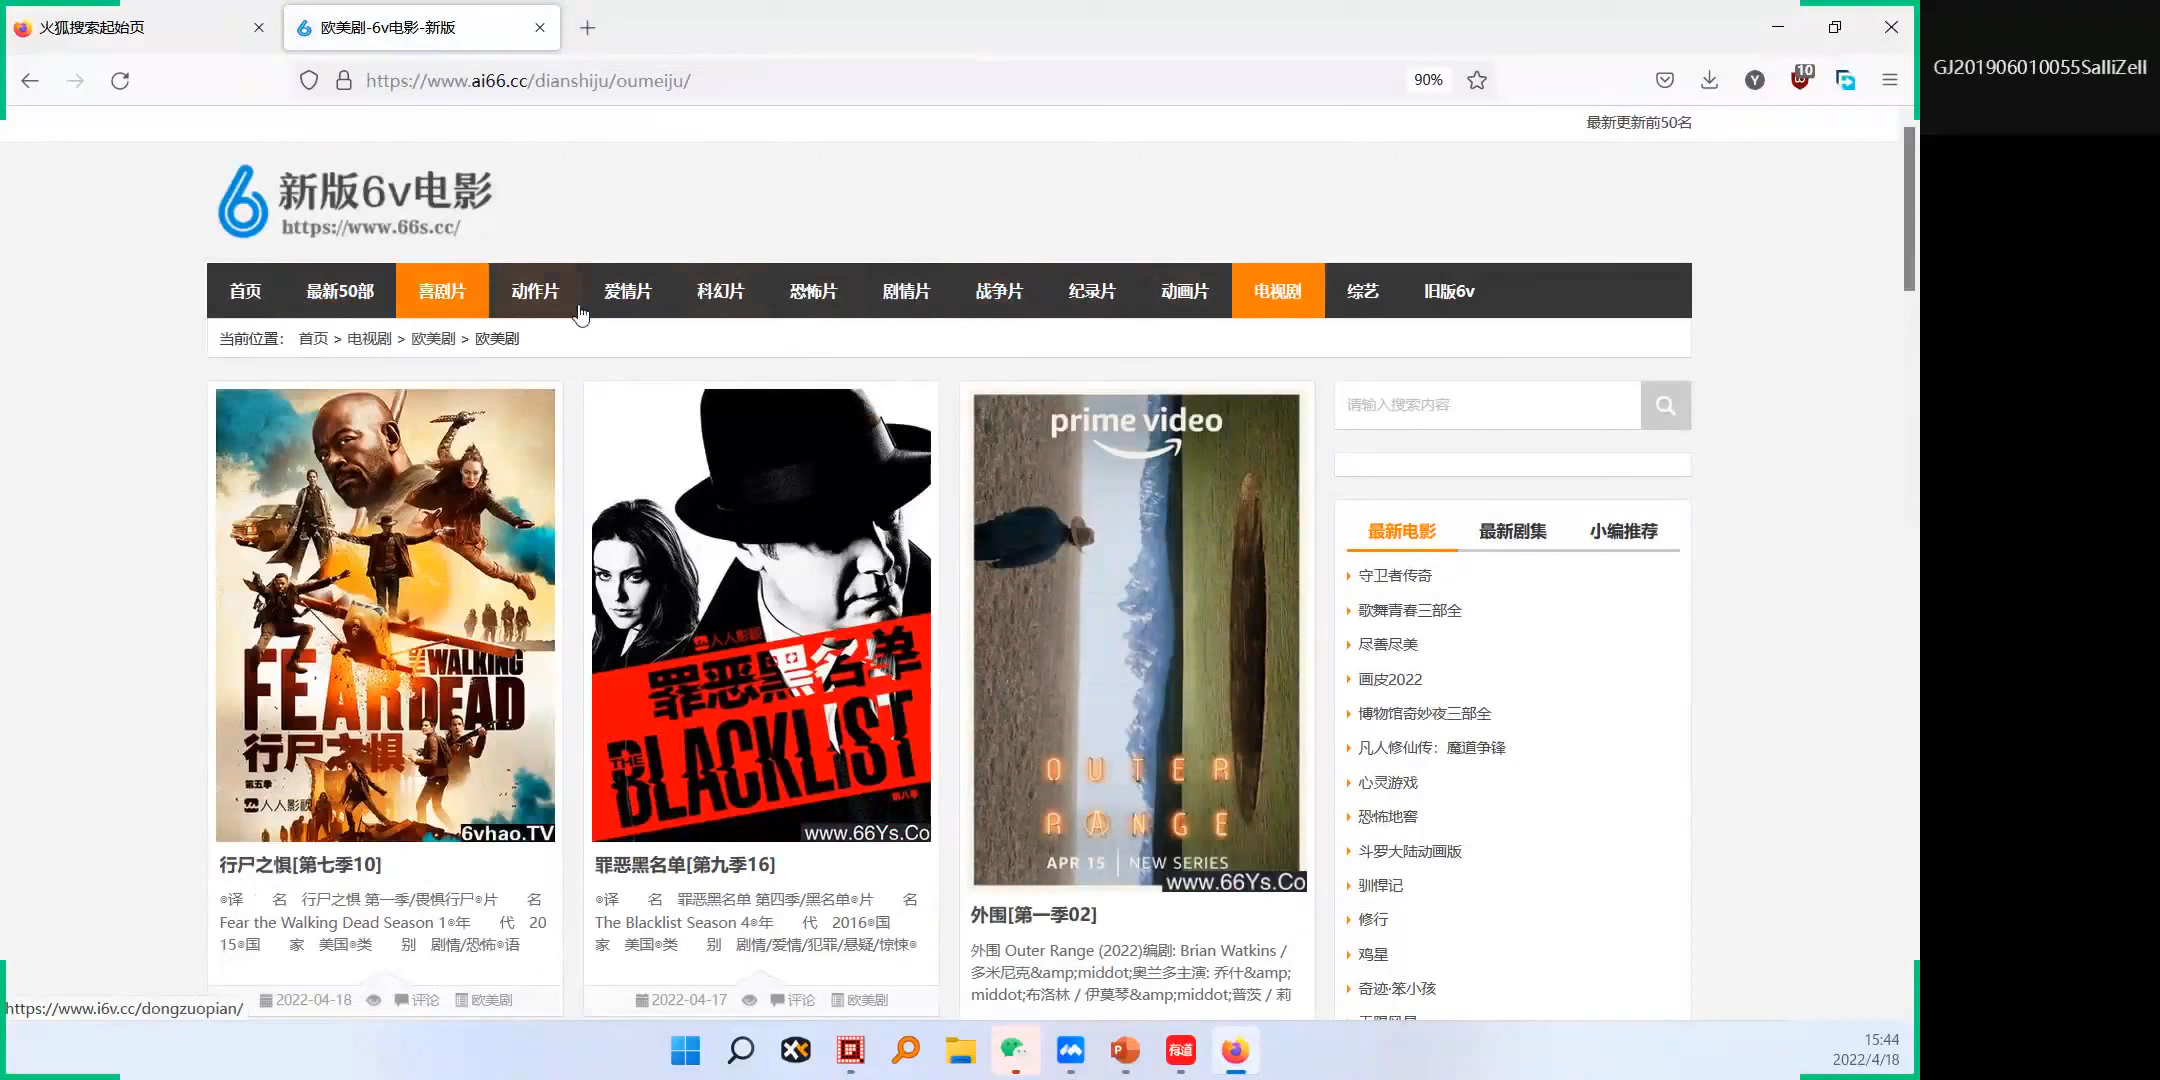 火狐搜索起始页
欧美剧-6v电影-新版
https://www.ai66.cc/dianshiju/oumeiju/
90%
10
Y
GJ201906010055SalliZell
最新更新前50名
新版6v电影
https://www.66s.cc/
首页 最新50部 喜剧片 动作片 爱情片 科幻片 恐怖片 剧情片 战争片 纪录片 动画片 电视剧 综艺 旧版6v
当前位置： 首页 > 电视剧 > 欧美剧 > 欧美剧
FEAR THE WALKING DEAD
行尸之惧
第五季
人人影视
6vhao.TV
行尸之惧[第七季10]
◎译 名 行尸之惧 第一季/畏惧行尸◎片 名
Fear the Walking Dead Season 1◎年 代 20
15◎国 家 美国◎类 别 剧情/恐怖◎语
2022-04-18 评论 欧美剧
人人影视
罪恶黑名单
THE BLACKLIST
第八季
www.66Ys.Co
罪恶黑名单[第九季16]
◎译 名 罪恶黑名单 第四季/黑名单◎片 名
The Blacklist Season 4◎年 代 2016◎国
家 美国◎类 别 剧情/爱情/犯罪/悬疑/惊悚◎
2022-04-17 评论 欧美剧
prime video
OUTER
RANGE
APR 15 | NEW SERIES
www.66Ys.Co
外围[第一季02]
外围 Outer Range (2022)编剧: Brian Watkins /
多米尼克&amp;middot;奥兰多主演: 乔什&amp;
middot;布洛林 / 伊莫琴&amp;middot;普茨 / 莉
请输入搜索内容
最新电影 最新剧集 小编推荐
守卫者传奇
歌舞青春三部全
尽善尽美
画皮2022
博物馆奇妙夜三部全
凡人修仙传：魔道争锋
心灵游戏
恐怖地窖
斗罗大陆动画版
驯悍记
修行
鸡星
奇迹·笨小孩
https://www.i6v.cc/dongzuopian/
有道
15:44
2022/4/18